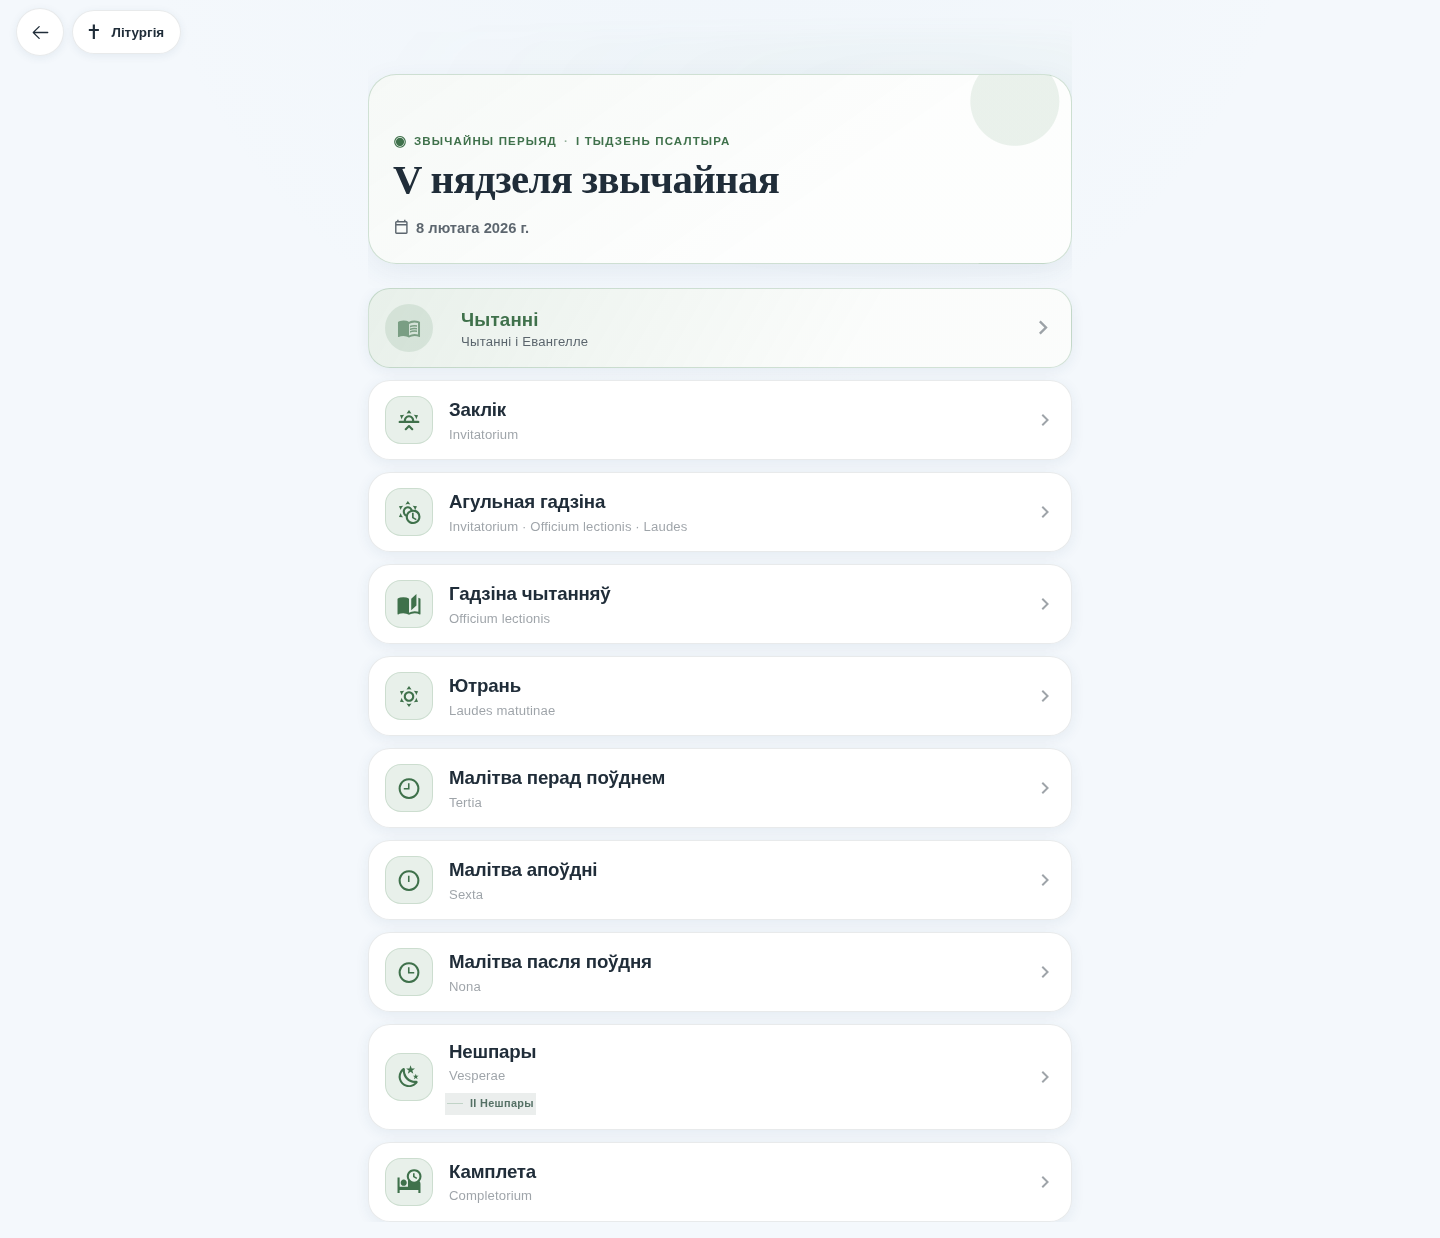 Літургія
ЗВЫЧАЙНЫ ПЕРЫЯД · I ТЫДЗЕНЬ ПСАЛТЫРА
V нядзеля звычайная
8 лютага 2026 г.
Чытанні
Чытанні і Евангелле
Заклік
Invitatorium
Агульная гадзіна
Invitatorium · Officium lectionis · Laudes
Гадзіна чытанняў
Officium lectionis
Ютрань
Laudes matutinae
Малітва перад поўднем
Tertia
Малітва апоўдні
Sexta
Малітва пасля поўдня
Nona
Нешпары
Vesperae
II Нешпары
Камплета
Completorium